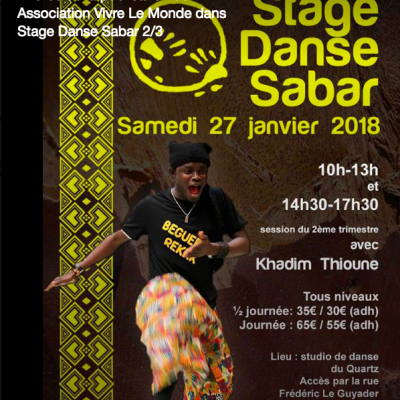 Association Vivre Le Monde dans
Stage Danse Sabar 2/3
Stage
Danse
Sabar
Samedi 27 janvier 2018
10h-13h
et
14h30-17h30
session du 2ème trimestre
avec
Khadim Thioune
BEGUEL
REKK
Tous niveaux
½ journée: 35€ / 30€ (adh)
Journée : 65€ / 55€ (adh)
Lieu : studio de danse
du Quartz
Accès par la rue
Frédéric Le Guyader